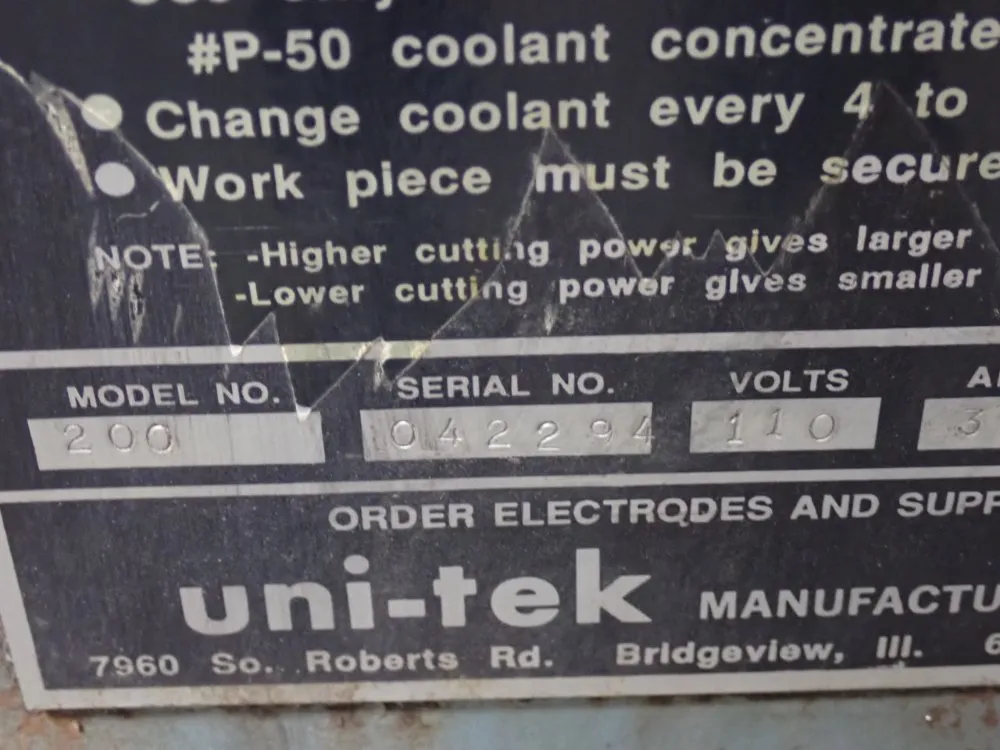 #P-50 coolant concentrate
● Change coolant every 4 to
● Work piece must be secure
NOTE: -Higher cutting power gives larger
-Lower cutting power gives smaller
MODEL NO. SERIAL NO. VOLTS
200 042294 110 3
ORDER ELECTRODES AND SUPP
uni-tek MANUFACTU
7960 So. Roberts Rd. Bridgeview, Ill. 6